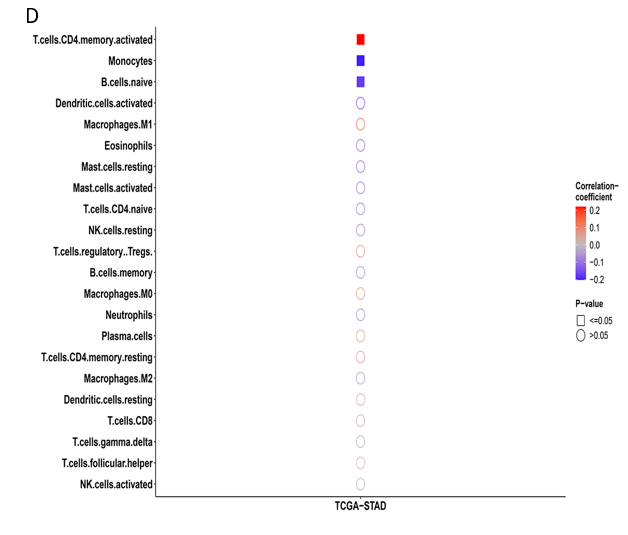 D
T.cells.CD4.memory.activated
Monocytes
B.cells.naive
Dendritic.cells.activated
Macrophages.M1
Eosinophils
Mast.cells.resting
Mast.cells.activated
T.cells.CD4.naive
NK.cells.resting
T.cells.regulatory..Tregs.
B.cells.memory
Macrophages.M0
Neutrophils
Plasma.cells
T.cells.CD4.memory.resting
Macrophages.M2
Dendritic.cells.resting
T.cells.CD8
T.cells.gamma.delta
T.cells.follicular.helper
NK.cells.activated
TCGA−STAD
Correlation−
coefficient
0.2
0.1
0.0
−0.1
−0.2
P−value
<=0.05
>0.05